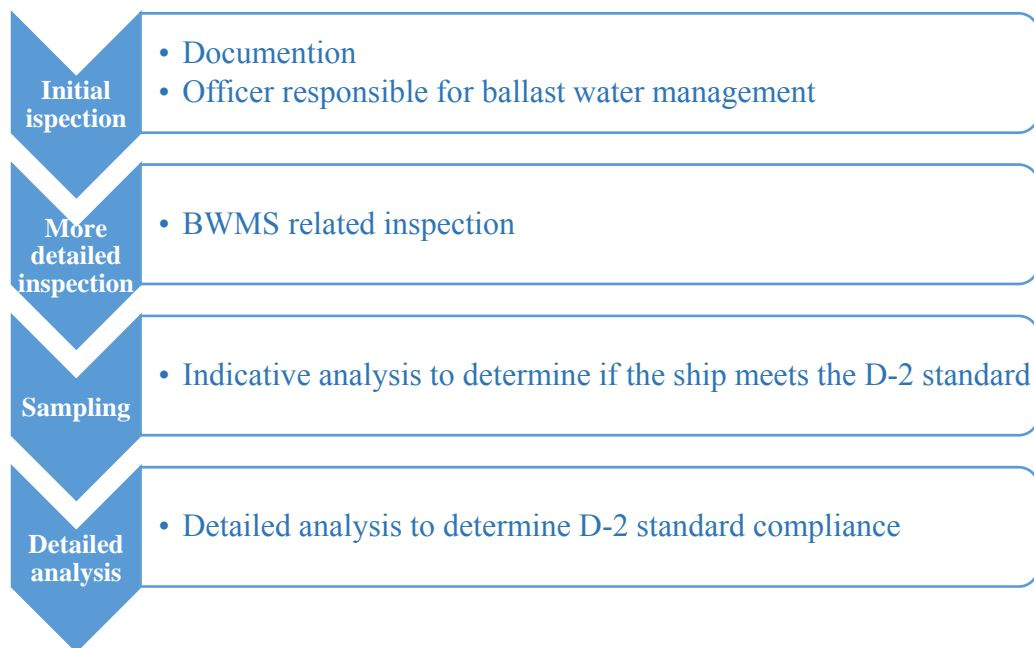 Initial
ispection
• Documention
• Officer responsible for ballast water management
More
detailed
inspection
• BWMS related inspection
Sampling
• Indicative analysis to determine if the ship meets the D-2 standard
Detailed
analysis
• Detailed analysis to determine D-2 standard compliance